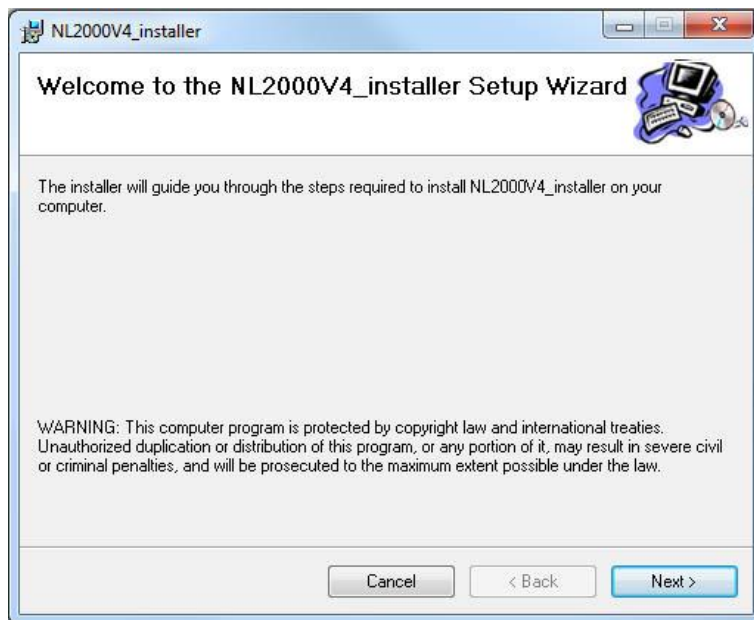 NL2000V4_installer
Welcome to the NL2000V4_installer Setup Wizard
The installer will guide you through the steps required to install NL2000V4_installer on your
computer.
WARNING: This computer program is protected by copyright law and international treaties.
Unauthorized duplication or distribution of this program, or any portion of it, may result in severe civil
or criminal penalties, and will be prosecuted to the maximum extent possible under the law.
Cancel < Back Next >